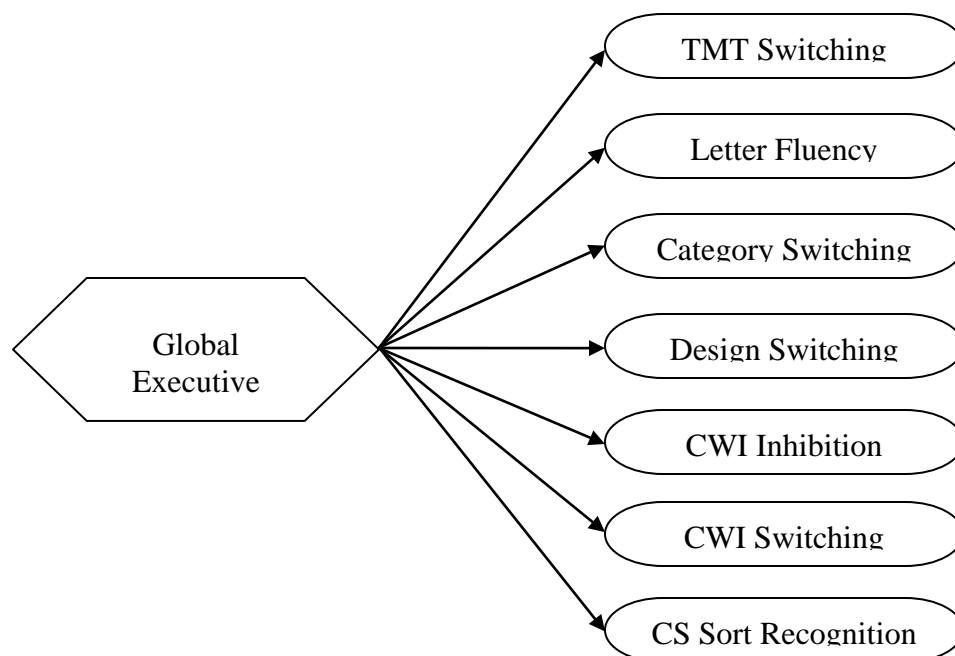 TMT Switching
Letter Fluency
Category Switching
Global
Executive
Design Switching
CWI Inhibition
CWI Switching
CS Sort Recognition